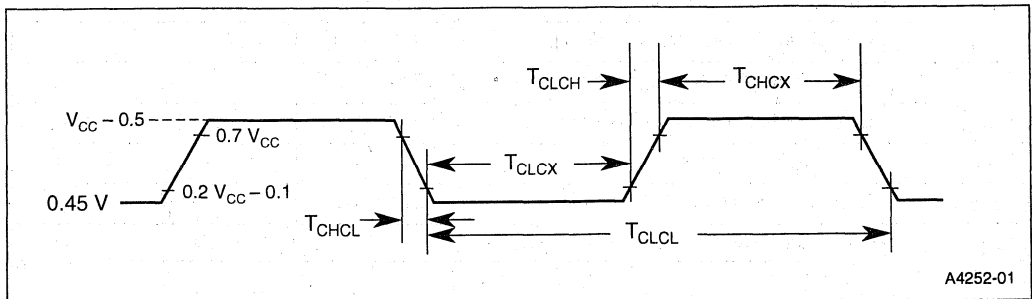 T_CLCH
T_CHCX
V_CC – 0.5
0.7 V_CC
T_CLCX
0.2 V_CC – 0.1
0.45 V
T_CHCL
T_CLCL
A4252-01